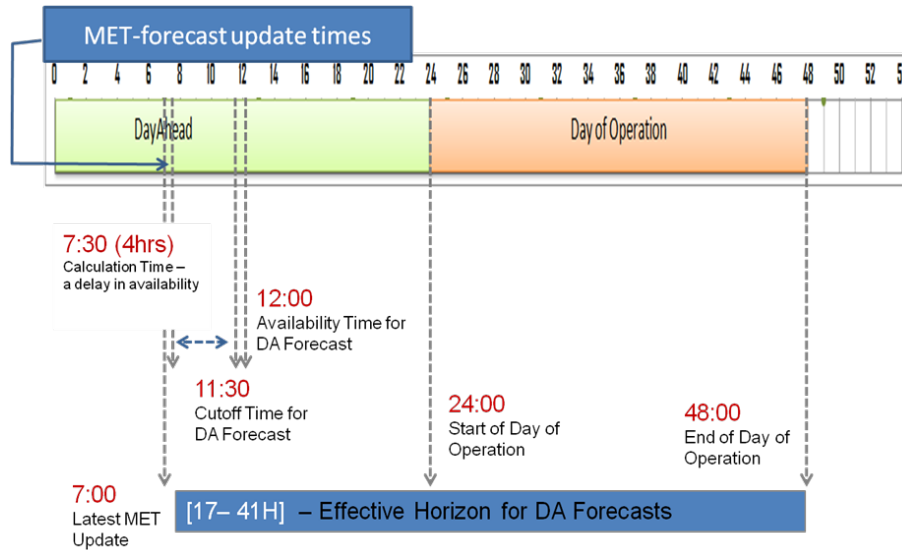 MET-forecast update times
0 2 4 6 8 10 12 14 16 18 20 22 24 26 28 30 32 34 36 38 40 42 44 46 48 50 52
DayAhead
Day of Operation
7:30 (4hrs)
Calculation Time –
a delay in availability
12:00
Availability Time for
DA Forecast
11:30
Cutoff Time for
DA Forecast
24:00
Start of Day of
Operation
48:00
End of Day of
Operation
7:00
Latest MET
Update
[17– 41H] – Effective Horizon for DA Forecasts